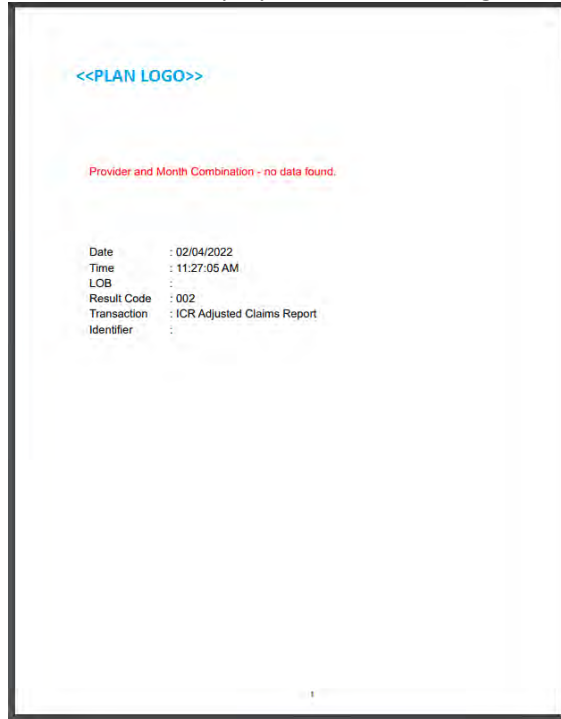 <<PLAN LOGO>>
Provider and Month Combination - no data found.
Date : 02/04/2022
Time : 11:27:05 AM
LOB :
Result Code : 002
Transaction : ICR Adjusted Claims Report
Identifier :
1